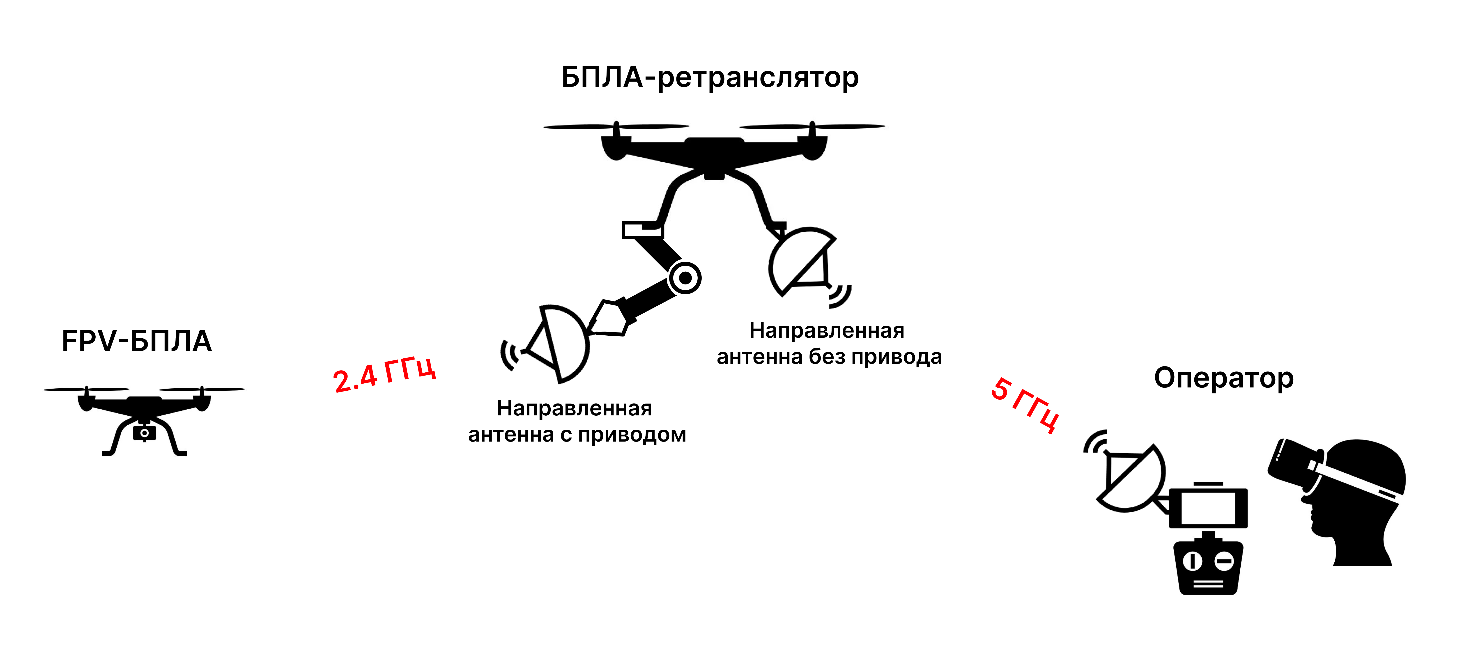 БПЛА-ретранслятор
FPV-БПЛА
2.4 ГГц
Направленная
антенна с приводом
Направленная
антенна без привода
5 ГГц
Оператор